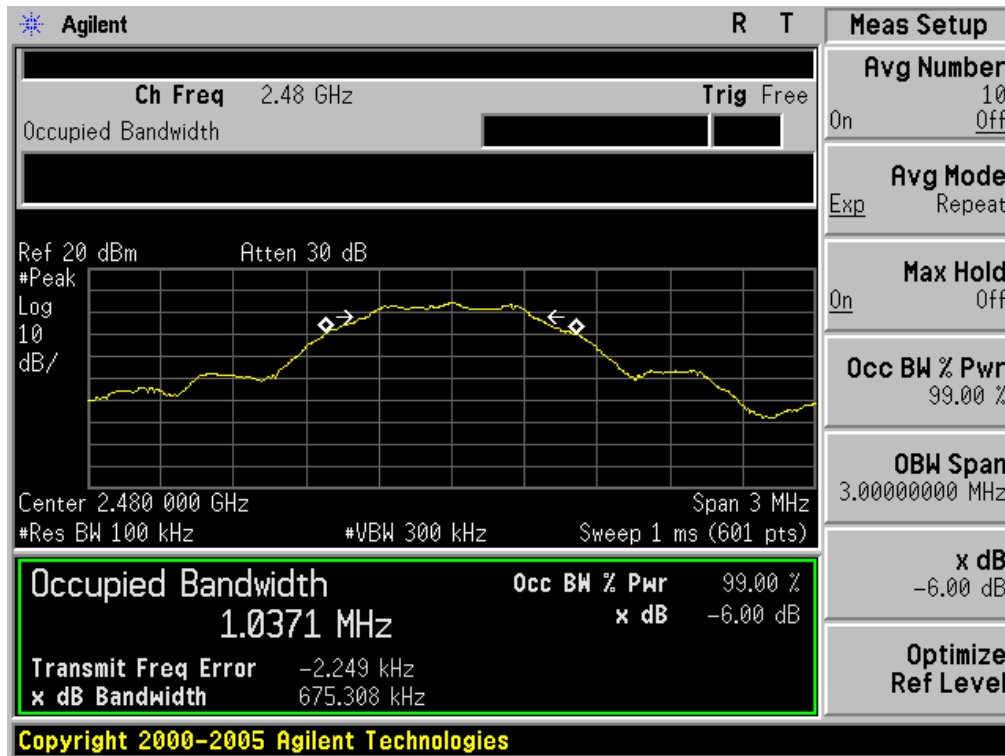 Agilent R T
Meas Setup
Ch Freq 2.48 GHz Trig Free
Occupied Bandwidth
Avg Number
10
On Off
Avg Mode
Exp Repeat
Max Hold
On Off
Occ BW % Pwr
99.00 %
OBW Span
3.00000000 MHz
x dB
-6.00 dB
Optimize
Ref Level
Ref 20 dBm Atten 30 dB
#Peak
Log
10
dB/
Center 2.480 000 GHz Span 3 MHz
#Res BW 100 kHz #VBW 300 kHz Sweep 1 ms (601 pts)
Occupied Bandwidth
1.0371 MHz
Occ BW % Pwr 99.00 %
x dB -6.00 dB
Transmit Freq Error -2.249 kHz
x dB Bandwidth 675.308 kHz
Copyright 2000-2005 Agilent Technologies